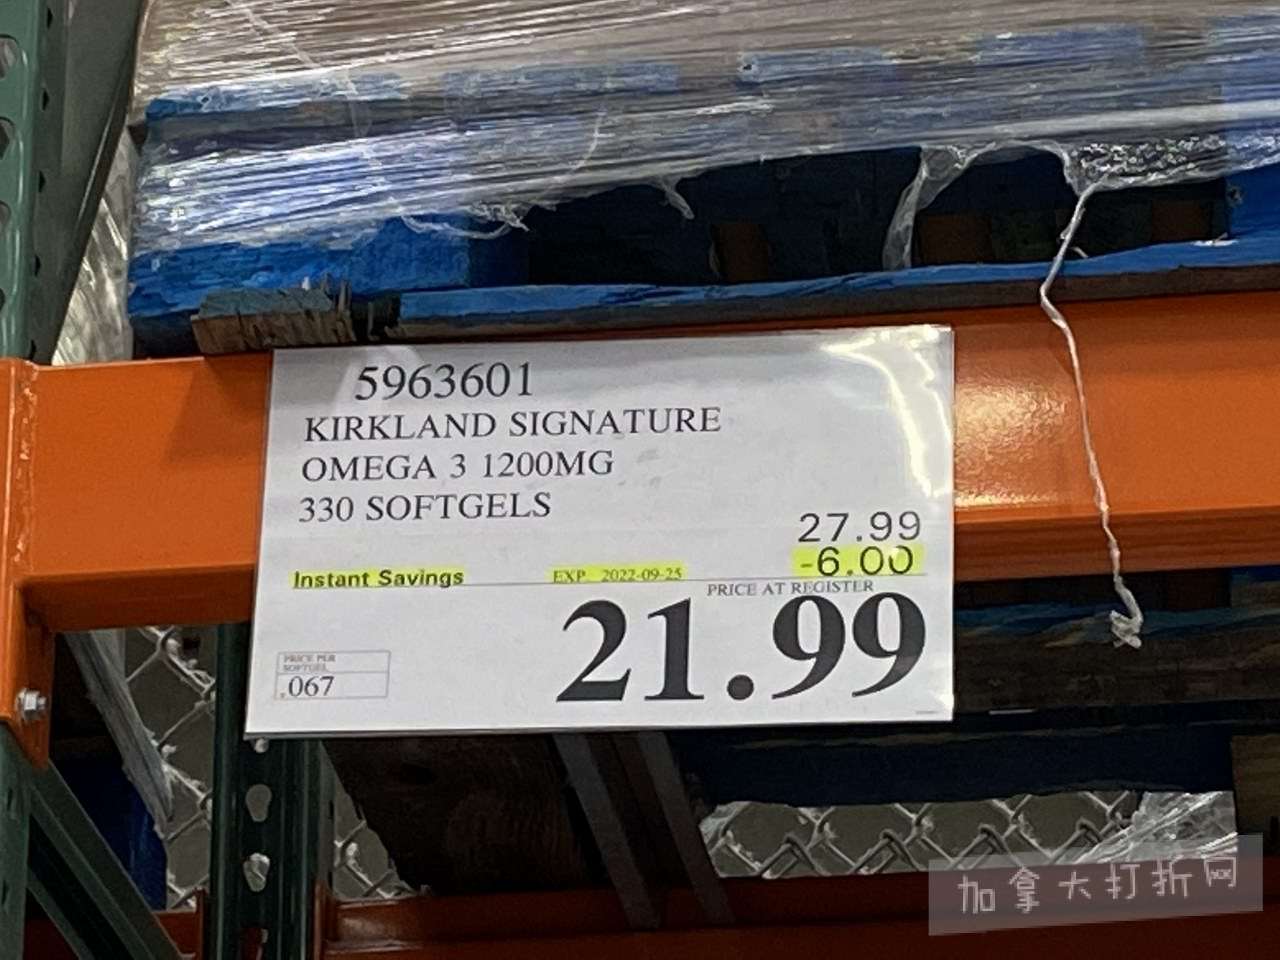 5963601
KIRKLAND SIGNATURE
OMEGA 3 1200MG
330 SOFTGELS
27.99
-6.00
Instant Savings EXP 2022-09-25
PRICE AT REGISTER
21.99
PRICE PER
SOFTGEL
.067
加拿大打折网